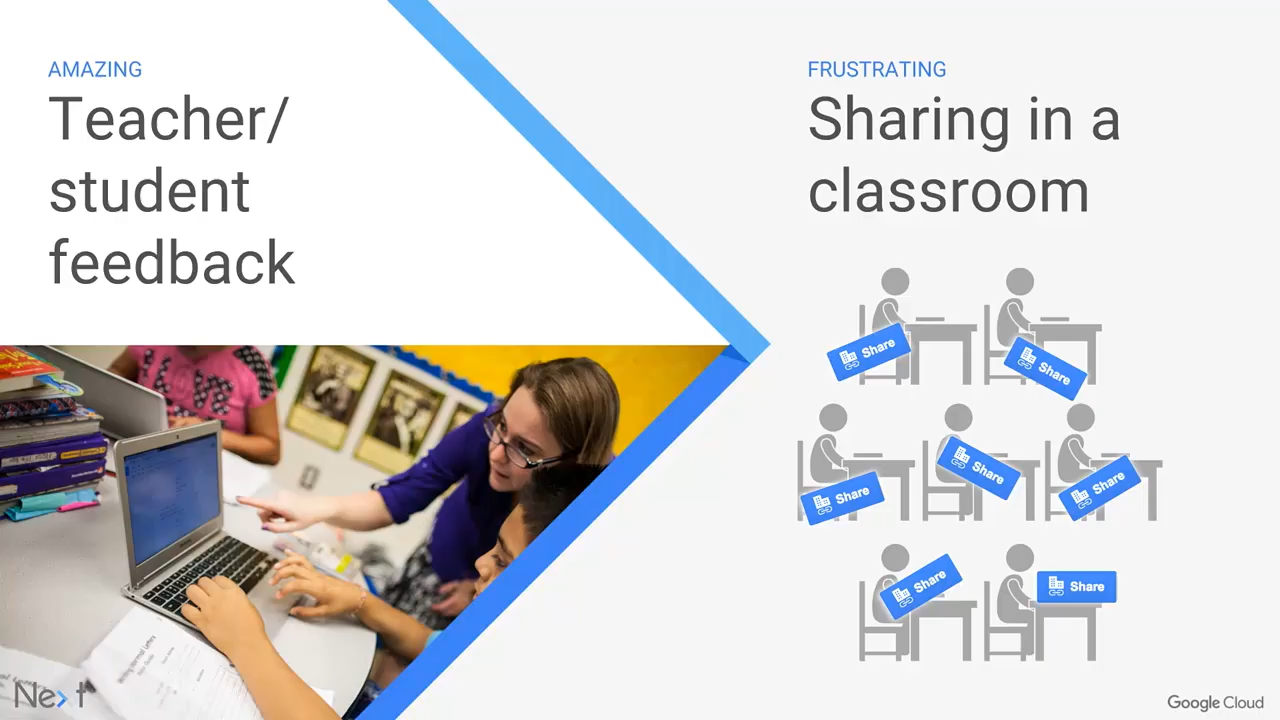 AMAZING
Teacher/
student
feedback
FRUSTRATING
Sharing in a
classroom
Share
Share
Share
Share
Share
Share
Share
Next
Google Cloud